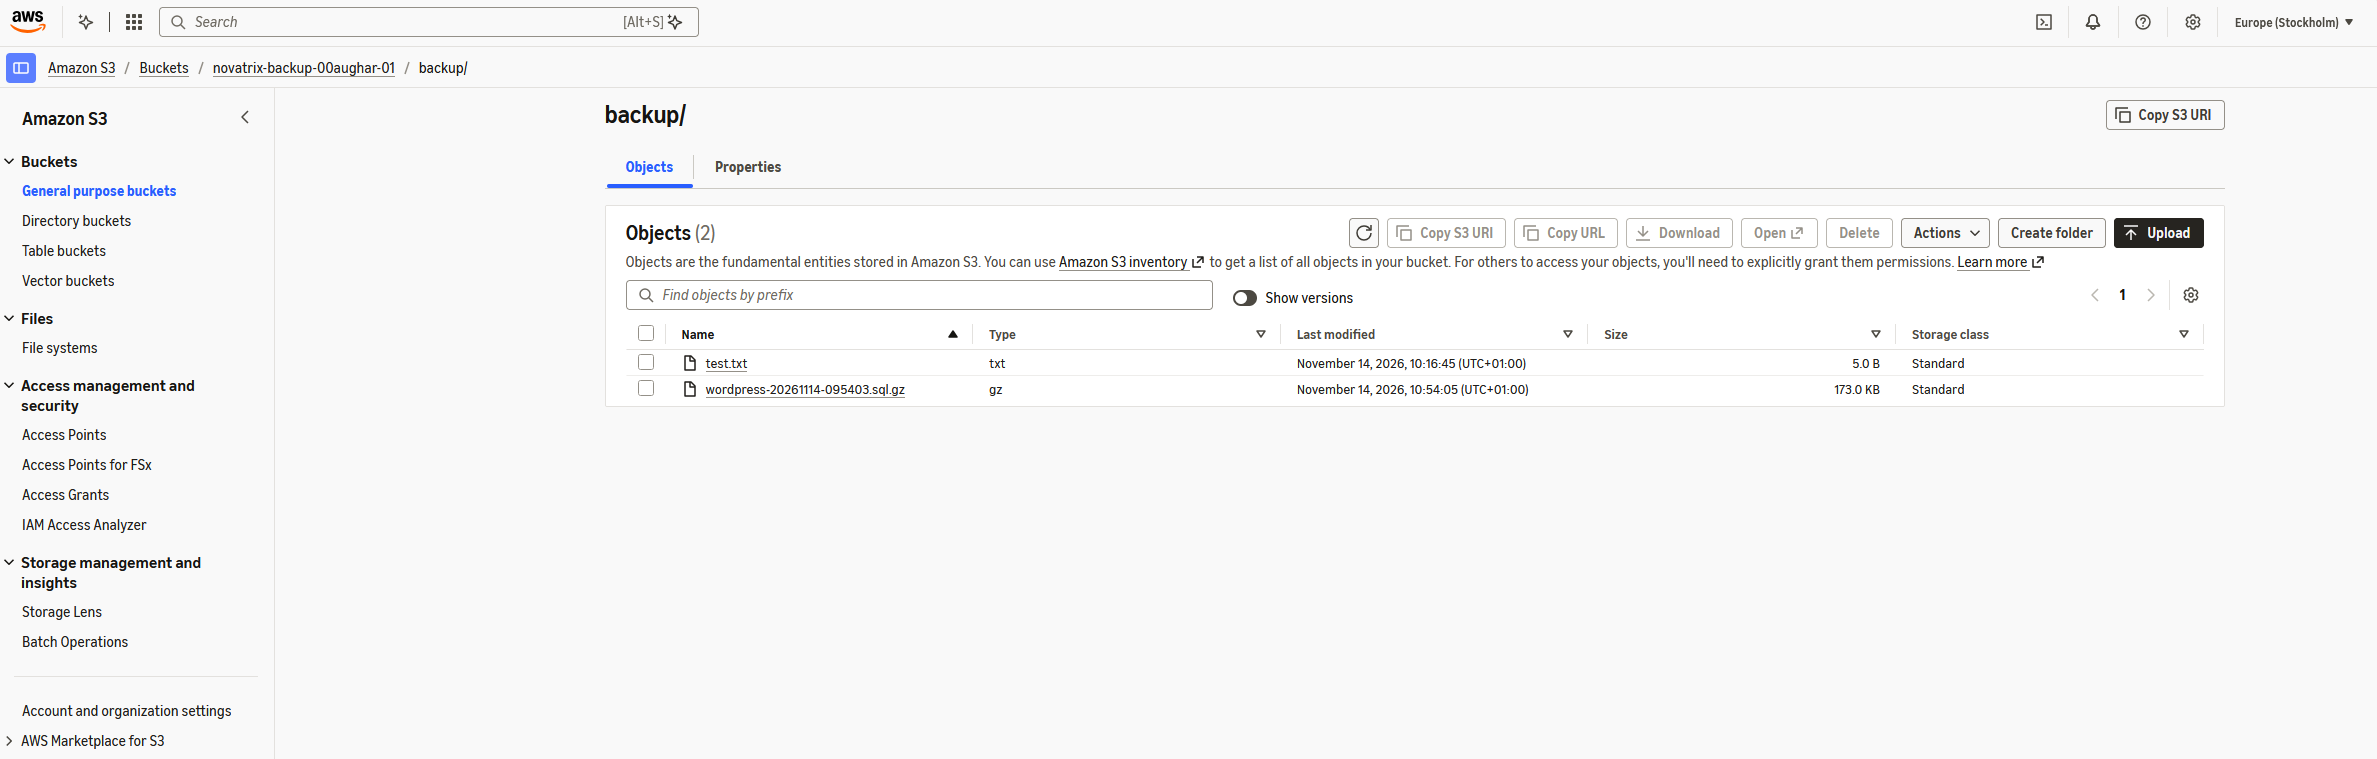 aws
Search [Alt+S]
Europe (Stockholm)
Amazon S3 / Buckets / novatrix-backup-00aughar-01 / backup/
Amazon S3
Buckets
General purpose buckets
Directory buckets
Table buckets
Vector buckets
Files
File systems
Access management and
security
Access Points
Access Points for FSx
Access Grants
IAM Access Analyzer
Storage management and
insights
Storage Lens
Batch Operations
Account and organization settings
AWS Marketplace for S3
backup/
Copy S3 URI
Objects
Properties
Objects (2)
Copy S3 URI
Copy URL
Download
Open
Delete
Actions
Create folder
Upload
Objects are the fundamental entities stored in Amazon S3. You can use Amazon S3 inventory to get a list of all objects in your bucket. For others to access your objects, you'll need to explicitly grant them permissions. Learn more
Find objects by prefix
Show versions
1
Name Type Last modified Size Storage class
test.txt txt November 14, 2026, 10:16:45 (UTC+01:00) 5.0 B Standard
wordpress-20261114-095403.sql.gz gz November 14, 2026, 10:54:05 (UTC+01:00) 173.0 KB Standard